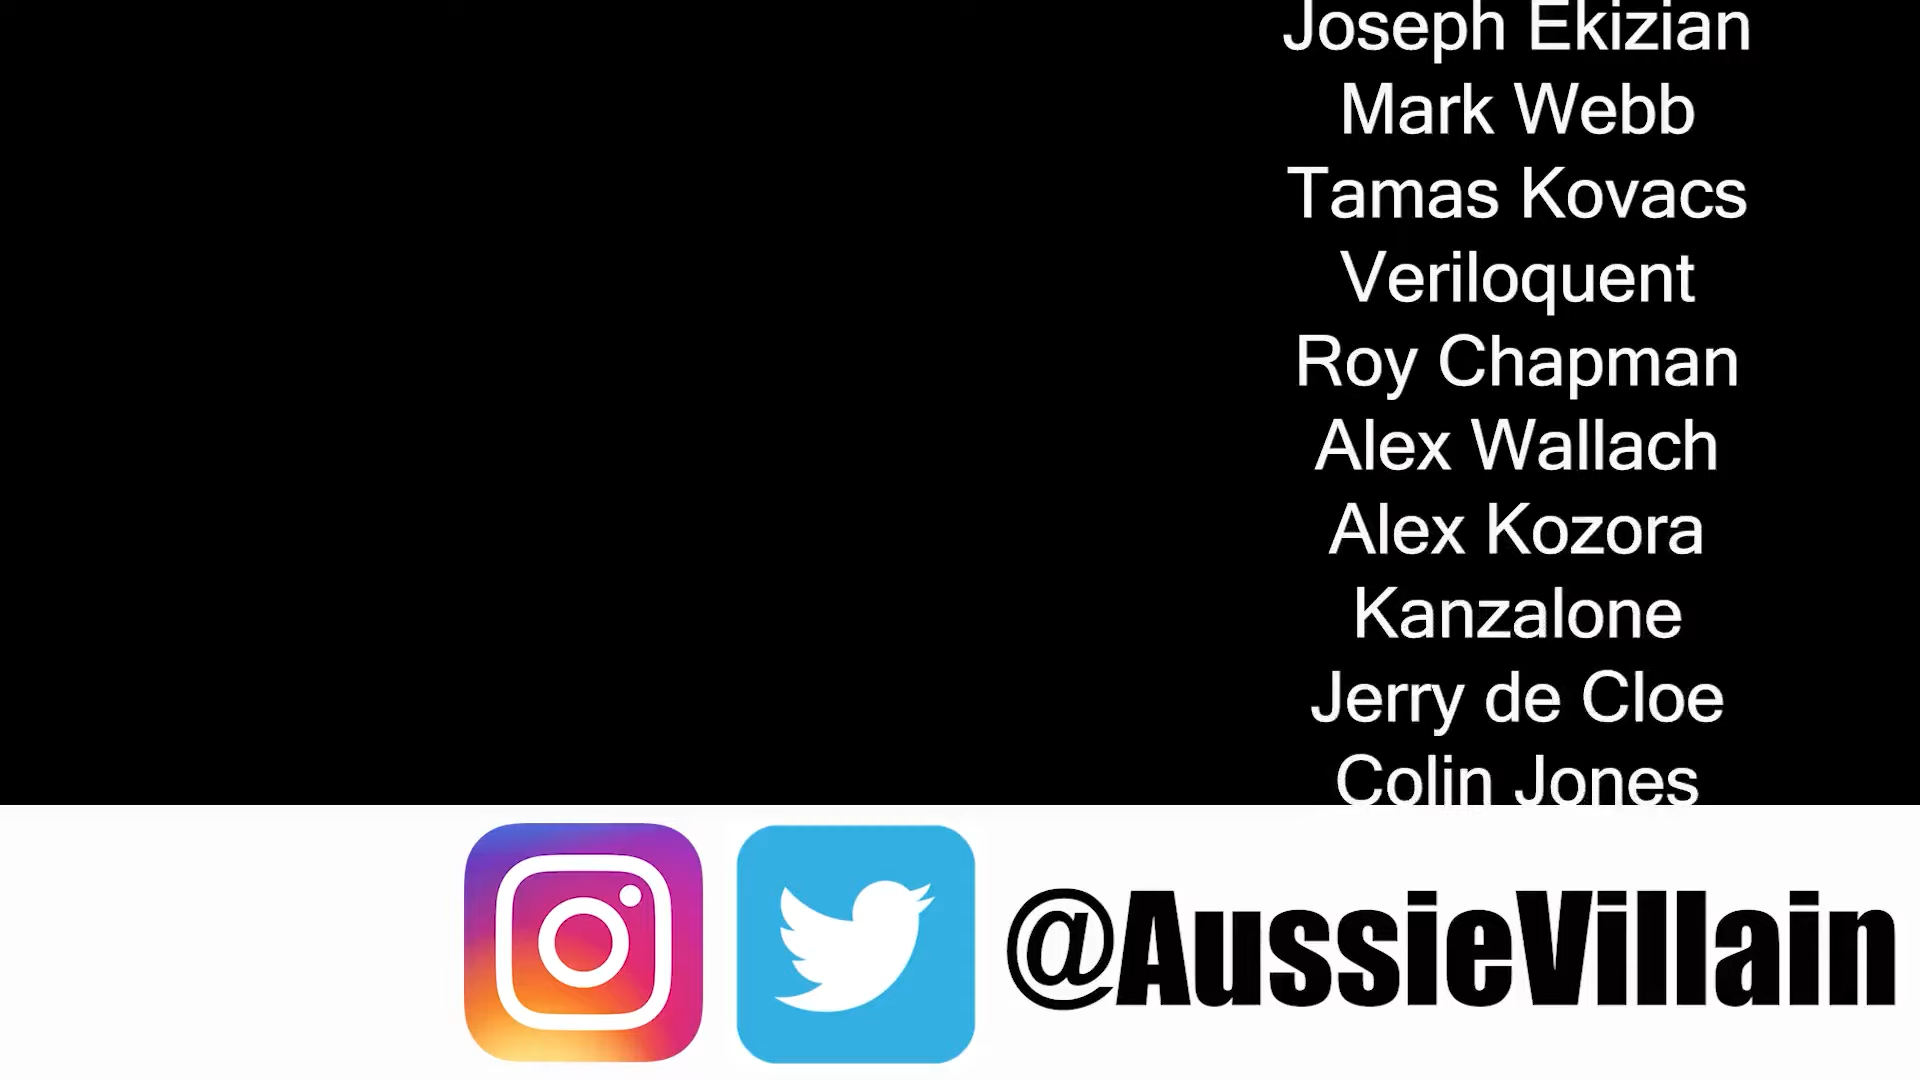 Joseph Ekizian
Mark Webb
Tamas Kovacs
Veriloquent
Roy Chapman
Alex Wallach
Alex Kozora
Kanzalone
Jerry de Cloe
Colin Jones
@AussieVillain